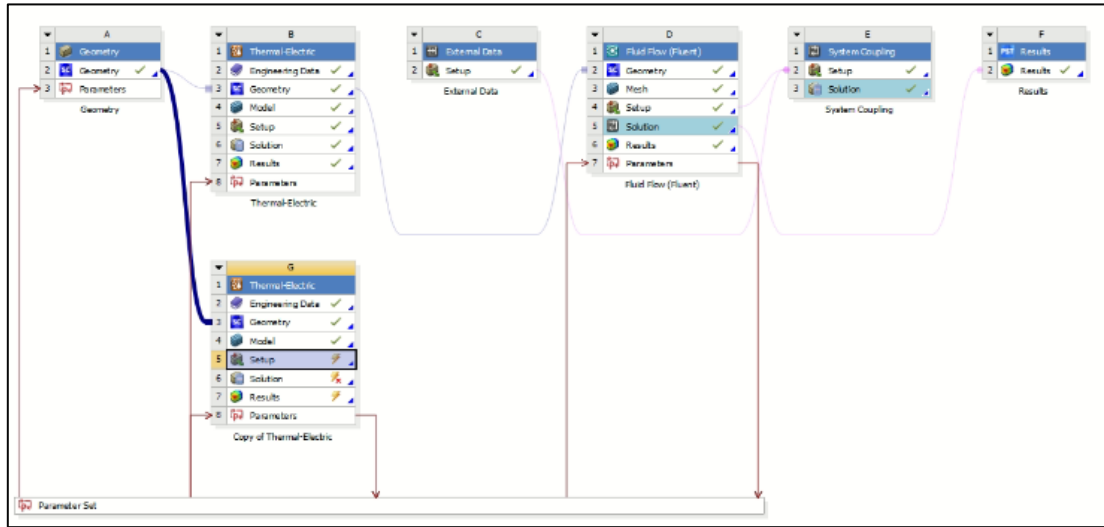 A
1 Geometry
2 Geometry
3 Parameters
Geometry
B
1 Thermal-Electric
2 Engineering Data
3 Geometry
4 Model
5 Setup
6 Solution
7 Results
8 Parameters
Thermal-Electric
C
1 External Data
2 Setup
External Data
D
1 Fluid Flow (Fluent)
2 Geometry
3 Mesh
4 Setup
5 Solution
6 Results
7 Parameters
Fluid Flow (Fluent)
E
1 System Coupling
2 Setup
3 Solution
System Coupling
F
1 Results
2 Results
Results
G
1 Thermal-Electric
2 Engineering Data
3 Geometry
4 Model
5 Setup
6 Solution
7 Results
8 Parameters
Copy of Thermal-Electric
Parameter Set